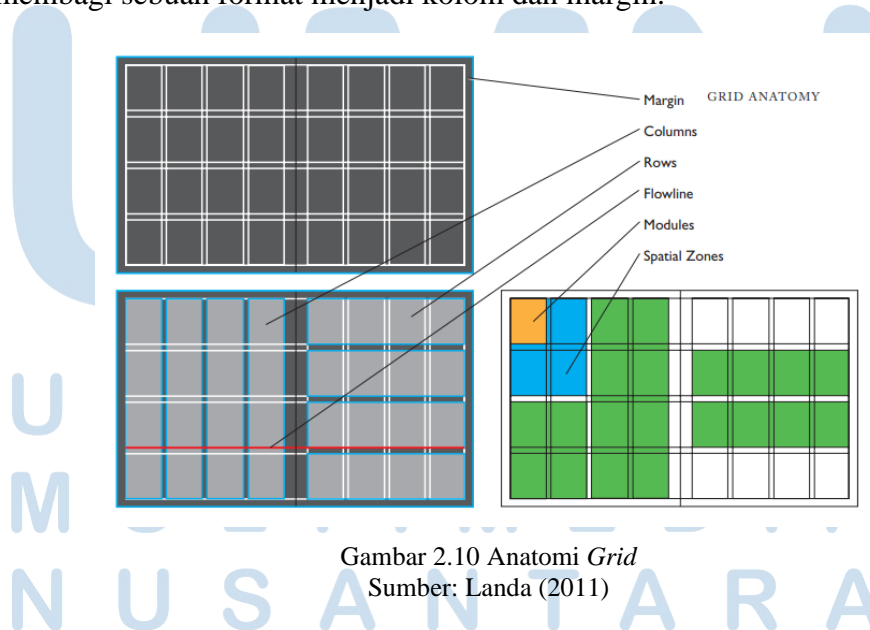 membagi sebuah format menjadi kolom dan margin.
Margin GRID ANATOMY
Columns
Rows
Flowline
Modules
Spatial Zones
Gambar 2.10 Anatomi Grid
Sumber: Landa (2011)
U
M
NUSANTARA